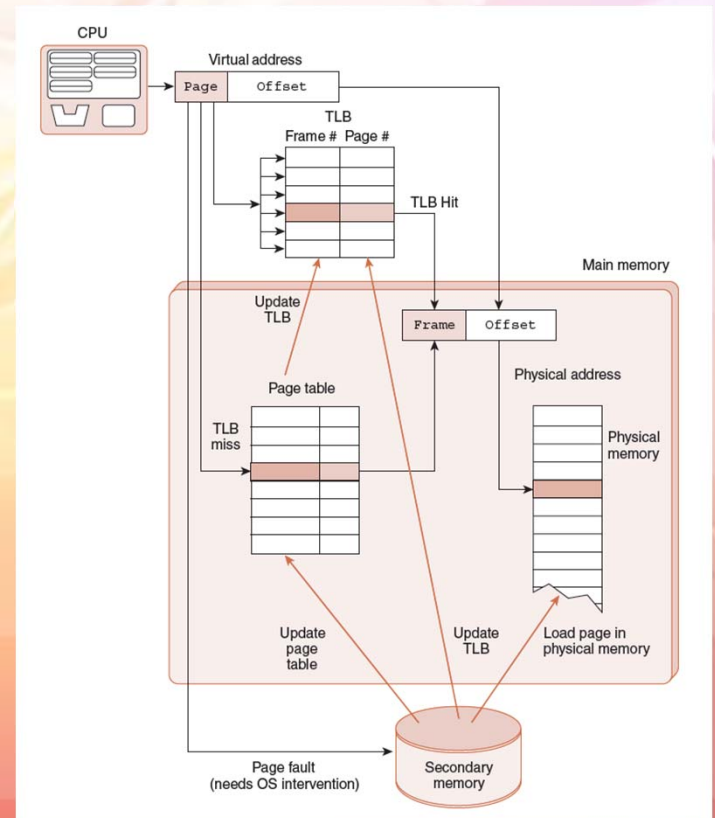 CPU
Virtual address
Page
Offset
TLB
Frame # Page #
TLB Hit
Main memory
Update
TLB
Frame
Offset
Page table
Physical address
TLB
miss
Physical
memory
Update
page
table
Update
TLB
Load page in
physical memory
Page fault
(needs OS intervention)
Secondary
memory